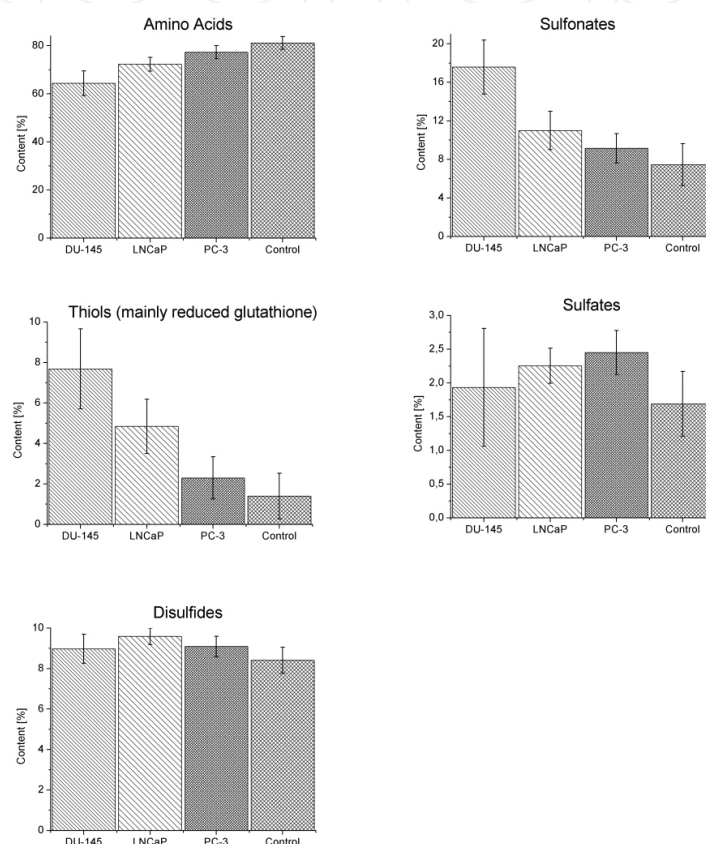 Amino Acids
Content [%]
80
60
40
20
0
DU-145 LNCaP PC-3 Control
Sulfonates
Content [%]
20
16
12
8
4
0
DU-145 LNCaP PC-3 Control
Thiols (mainly reduced glutathione)
Content [%]
10
8
6
4
2
0
DU-145 LNCaP PC-3 Control
Sulfates
Content [%]
3,0
2,5
2,0
1,5
1,0
0,5
0,0
DU-145 LNCaP PC-3 Control
Disulfides
Content [%]
10
8
6
4
2
0
DU-145 LNCaP PC-3 Control